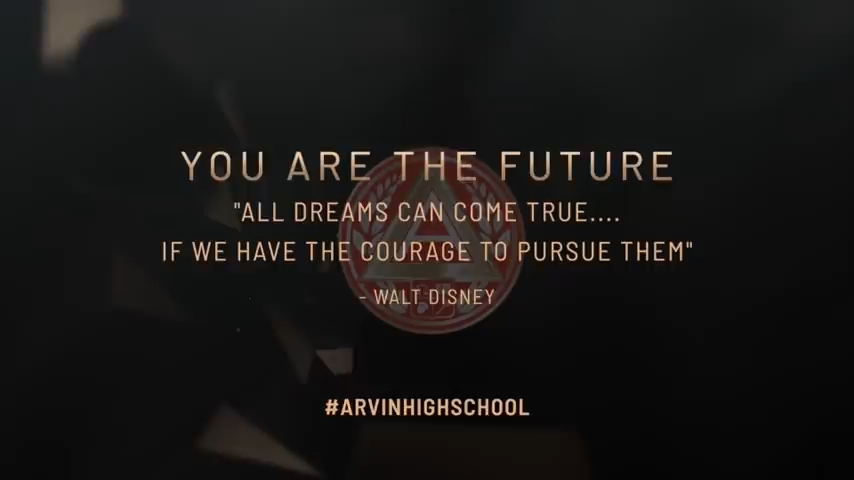 YOU ARE THE FUTURE
"ALL DREAMS CAN COME TRUE....
IF WE HAVE THE COURAGE TO PURSUE THEM"
- WALT DISNEY
#ARVINHIGHSCHOOL